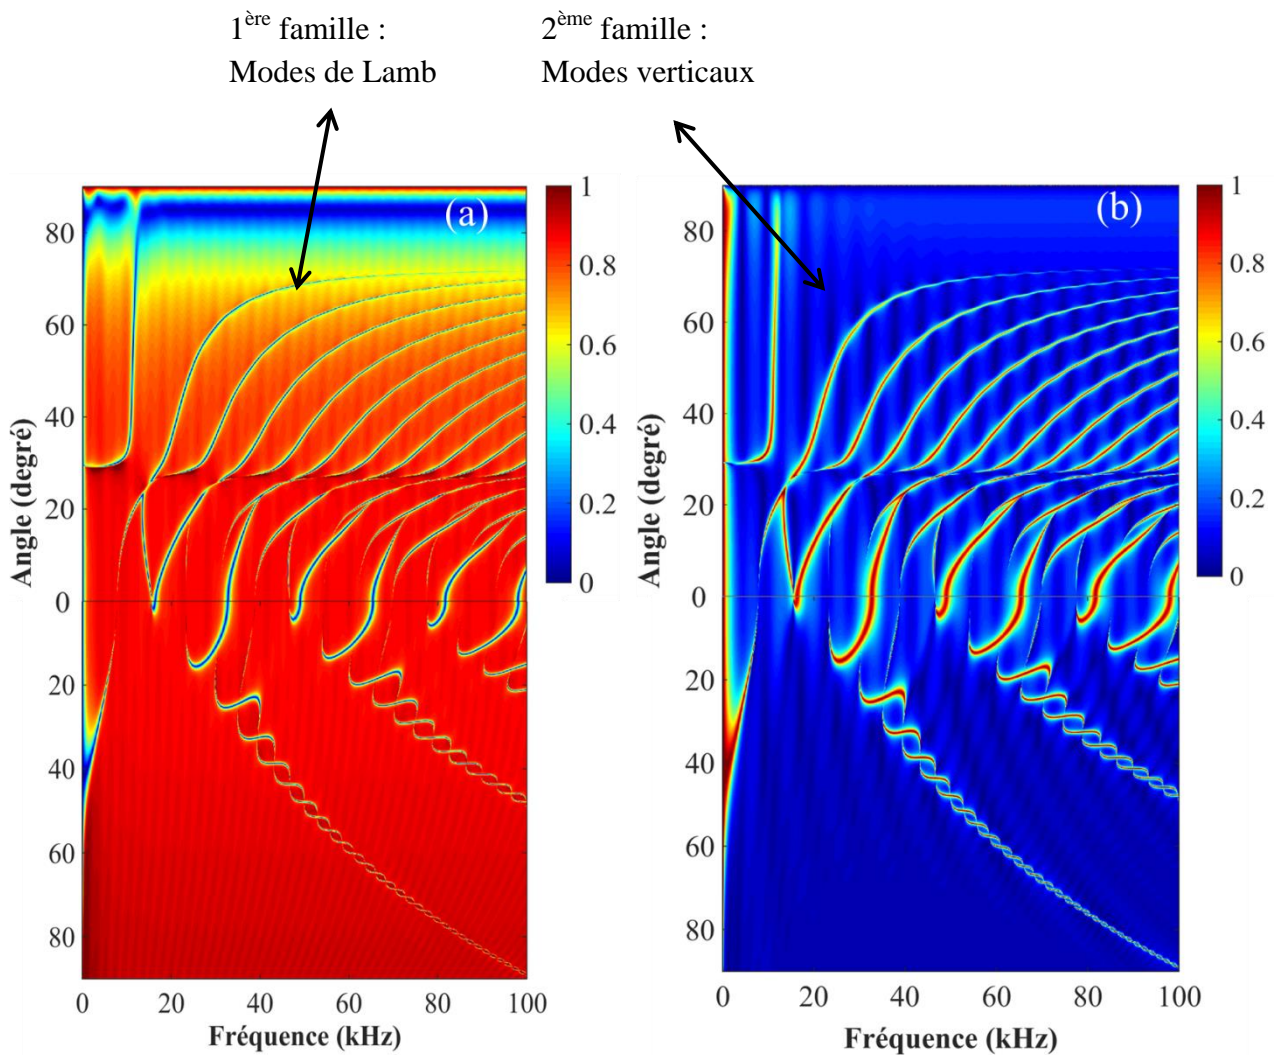 1ère famille :
Modes de Lamb
2ème famille :
Modes verticaux
(a)
80
60
40
20
0
20
40
60
80
Angle (degré)
0 20 40 60 80 100
Fréquence (kHz)
1
0.8
0.6
0.4
0.2
0
(b)
80
60
40
20
0
20
40
60
80
Angle (degré)
0 20 40 60 80 100
Fréquence (kHz)
1
0.8
0.6
0.4
0.2
0